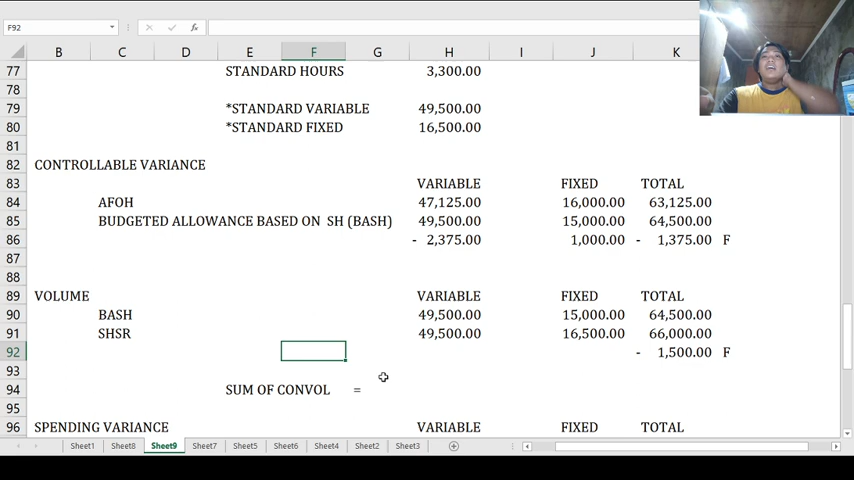 F92
fx
B C D E F G H I J K
77 STANDARD HOURS 3,300.00
78
79 *STANDARD VARIABLE 49,500.00
80 *STANDARD FIXED 16,500.00
81
82 CONTROLLABLE VARIANCE
83 VARIABLE FIXED TOTAL
84 AFOH 47,125.00 16,000.00 63,125.00
85 BUDGETED ALLOWANCE BASED ON SH (BASH) 49,500.00 15,000.00 64,500.00
86 - 2,375.00 1,000.00 - 1,375.00 F
87
88
89 VOLUME VARIABLE FIXED TOTAL
90 BASH 49,500.00 15,000.00 64,500.00
91 SHSR 49,500.00 16,500.00 66,000.00
92 - 1,500.00 F
93
94 SUM OF CONVOL =
95
96 SPENDING VARIANCE VARIABLE FIXED TOTAL
Sheet1 Sheet8 Sheet9 Sheet7 Sheet5 Sheet6 Sheet4 Sheet2 Sheet3